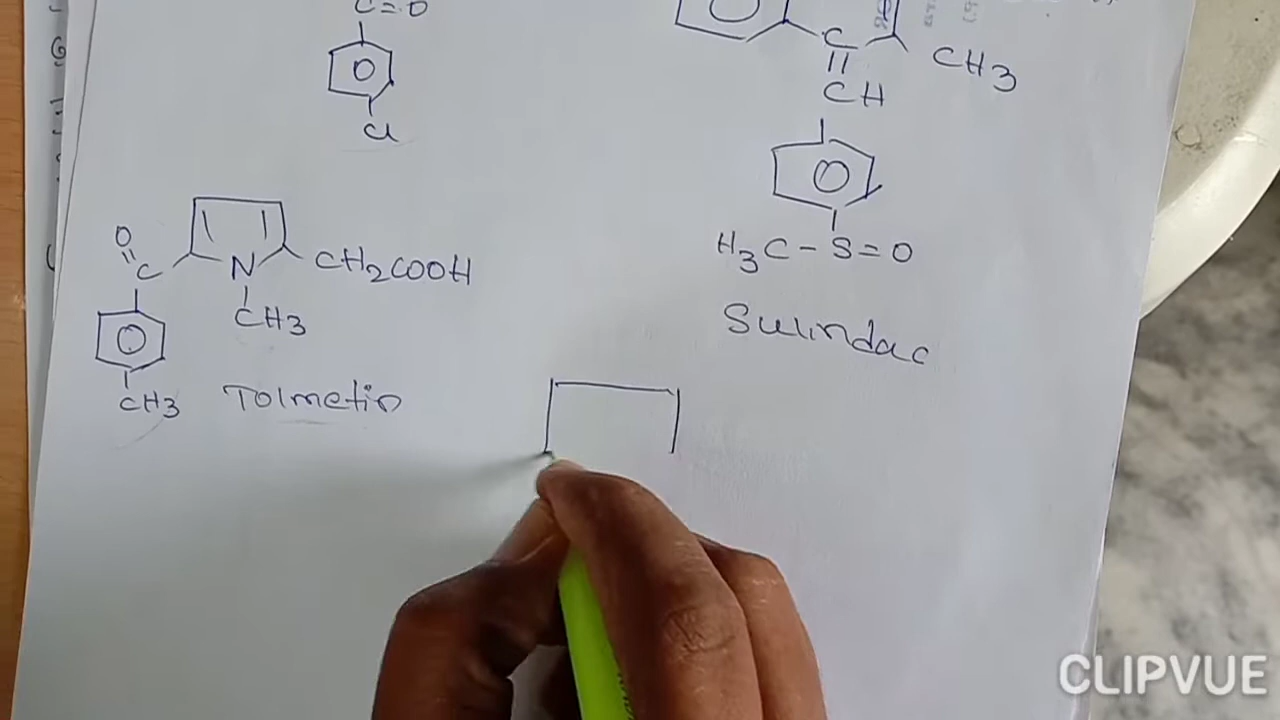 C=O
Cl
C
CH3
||
CH
O
||
C
N
CH2COOH
CH3
CH3
Tolmetin
H3C-S=O
Sulindac
CLIPVUE